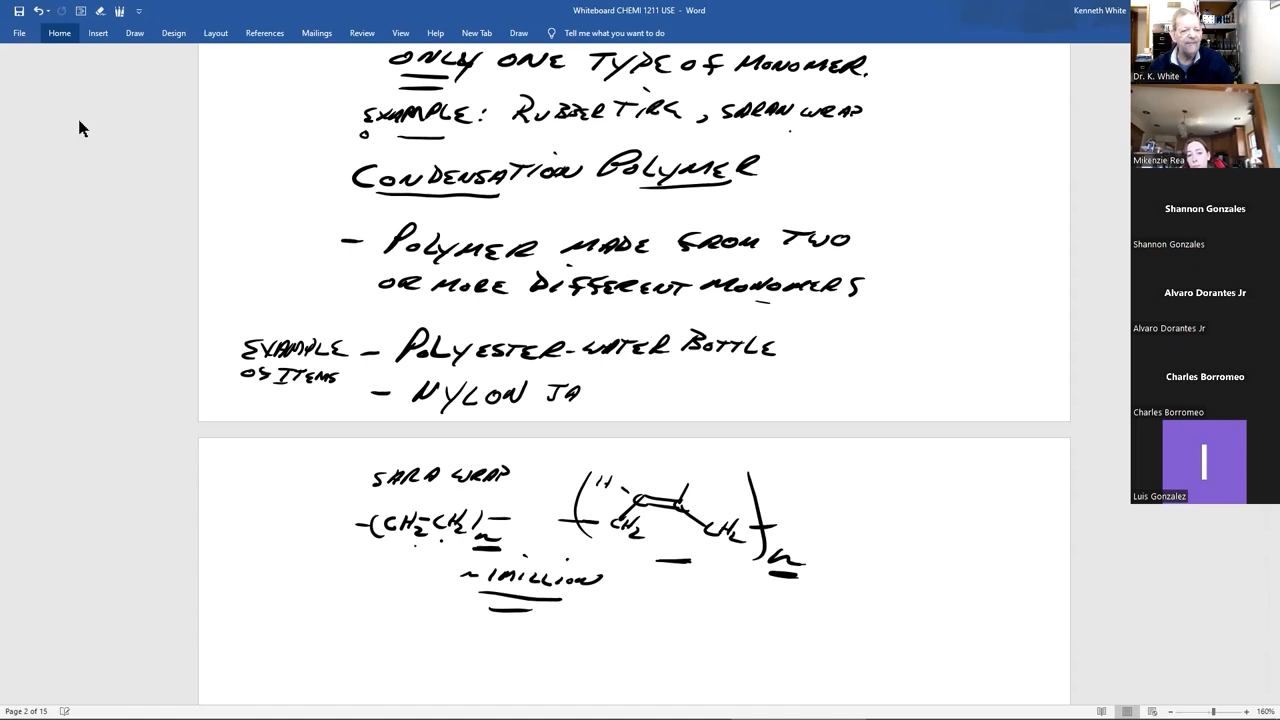 Whiteboard CHEMI 1211 USE - Word
Kenneth White
File Home Insert Draw Design Layout References Mailings Review View Help New Tab Draw Tell me what you want to do
ONLY ONE TYPE OF MONOMER.
EXAMPLE: RUBBER TIRE, SARAN WRAP
CONDENSATION POLYMER
- POLYMER MADE FROM TWO
OR MORE DIFFERENT MONOMERS
EXAMPLE - POLYESTER-WATER BOTTLE
OF ITEMS
- NYLON JA
SARA WRAP
-(CH2-CH2)n-
~ 1 MILLION
( H C=C CH2 CH2 )n
Dr. K. White
Mikenzie Rea
Shannon Gonzales
Shannon Gonzales
Alvaro Dorantes Jr
Alvaro Dorantes Jr
Charles Borromeo
Charles Borromeo
l
Luis Gonzalez
Page 2 of 15
160%